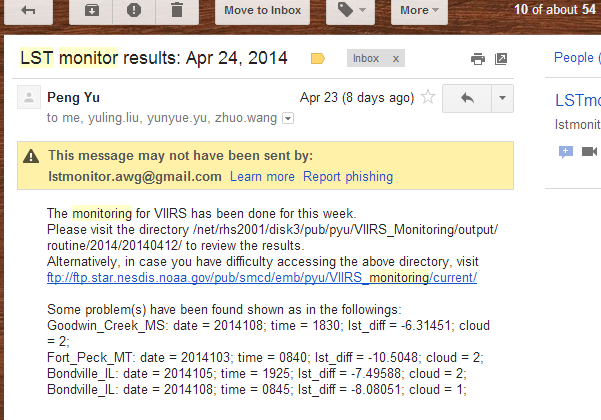 Move to Inbox
More
10 of about 54
LST monitor results: Apr 24, 2014
Inbox x
People (
Peng Yu
Apr 23 (8 days ago)
to me, yuling.liu, yunyue.yu, zhuo.wang
LSTmo
lstmonit
This message may not have been sent by:
lstmonitor.awg@gmail.com Learn more Report phishing
The monitoring for VIIRS has been done for this week.
Please visit the directory /net/rhs2001/disk3/pub/pyu/VIIRS_Monitoring/output/
routine/2014/20140412/ to review the results.
Alternatively, in case you have difficulty accessing the above directory, visit
ftp://ftp.star.nesdis.noaa.gov/pub/smcd/emb/pyu/VIIRS_monitoring/current/
Some problem(s) have been found shown as in the followings:
Goodwin_Creek_MS: date = 2014108; time = 1830; lst_diff = -6.31451; cloud
= 2;
Fort_Peck_MT: date = 2014103; time = 0840; lst_diff = -10.5048; cloud = 2;
Bondville_IL: date = 2014105; time = 1925; lst_diff = -7.49588; cloud = 2;
Bondville_IL: date = 2014108; time = 0845; lst_diff = -8.08051; cloud = 1;